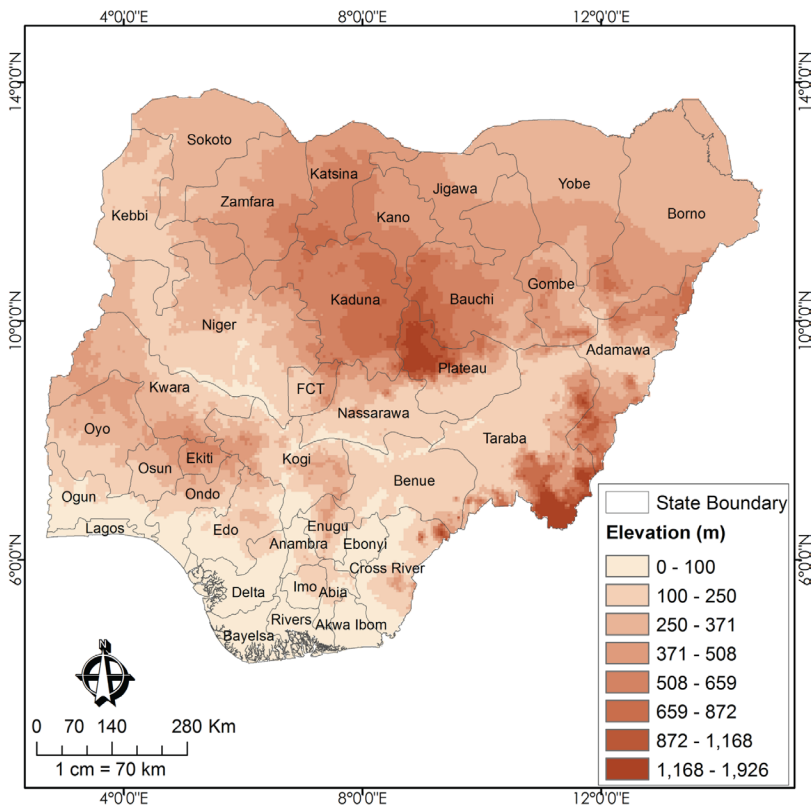 4°0'0"E 8°0'0"E 12°0'0"E
14°0'0"N 14°0'0"N
Sokoto
Katsina
Jigawa
Yobe
Zamfara
Kebbi
Kano
Borno
Gombe
Kaduna
Bauchi
10°0'0"N 10°0'0"N
Niger
Adamawa
Plateau
Kwara
FCT
Nassarawa
Oyo
Taraba
Ekiti
Kogi
Osun
Benue
Ondo
Ogun
Lagos
Edo
Enugu
Anambra
Ebonyi
6°0'0"N 6°0'0"N
Cross River
Delta
Imo
Abia
Rivers
Akwa Ibom
Bayelsa
State Boundary
Elevation (m)
0 - 100
100 - 250
250 - 371
371 - 508
508 - 659
659 - 872
872 - 1,168
1,168 - 1,926
N
0 70 140 280 Km
1 cm = 70 km
4°0'0"E 8°0'0"E 12°0'0"E